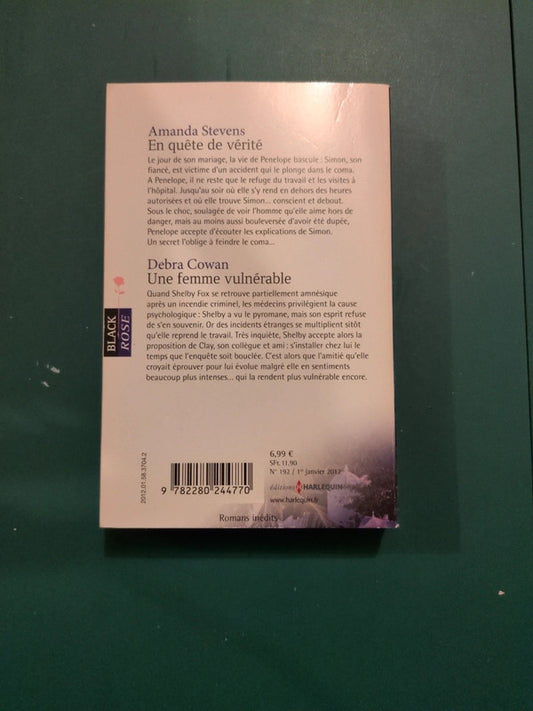 Amanda Stevens
En quête de vérité
Le jour de son mariage, la vie de Penelope bascule : Simon, son
fiancé, est victime d'un accident qui le plonge dans le coma.
A Penelope, il ne reste que le refuge du travail et les visites à
l'hôpital. Jusqu'au soir où elle s'y rend en dehors des heures
autorisées et où elle trouve Simon... conscient et debout.
Sous le choc, soulagée de voir l'homme qu'elle aime hors de
danger, mais au moins aussi bouleversée d'avoir été dupée,
Penelope accepte d'écouter les explications de Simon.
Un secret l'oblige à feindre le coma...
Debra Cowan
Une femme vulnérable
Quand Shelby Fox se retrouve partiellement amnésique
après un incendie criminel, les médecins privilégient la cause
psychologique : Shelby a vu le pyromane, mais son esprit refuse
de s'en souvenir. Or des incidents étranges se multiplient sitôt
qu'elle reprend le travail. Très inquiète, Shelby accepte alors la
proposition de Clay, son collègue et ami : s'installer chez lui le
temps que l'enquête soit bouclée. C'est alors que l'amitié qu'elle
croyait éprouver pour lui évolue malgré elle en sentiments
beaucoup plus intenses... qui la rendent plus vulnérable encore.
BLACK
ROSE
2012.01.58.3704.2
9 782280 244770
6,99 €
SFr. 11.90
N° 192 / 1er janvier 2012
éditions HARLEQUIN
www.harlequin.fr
Romans inédits